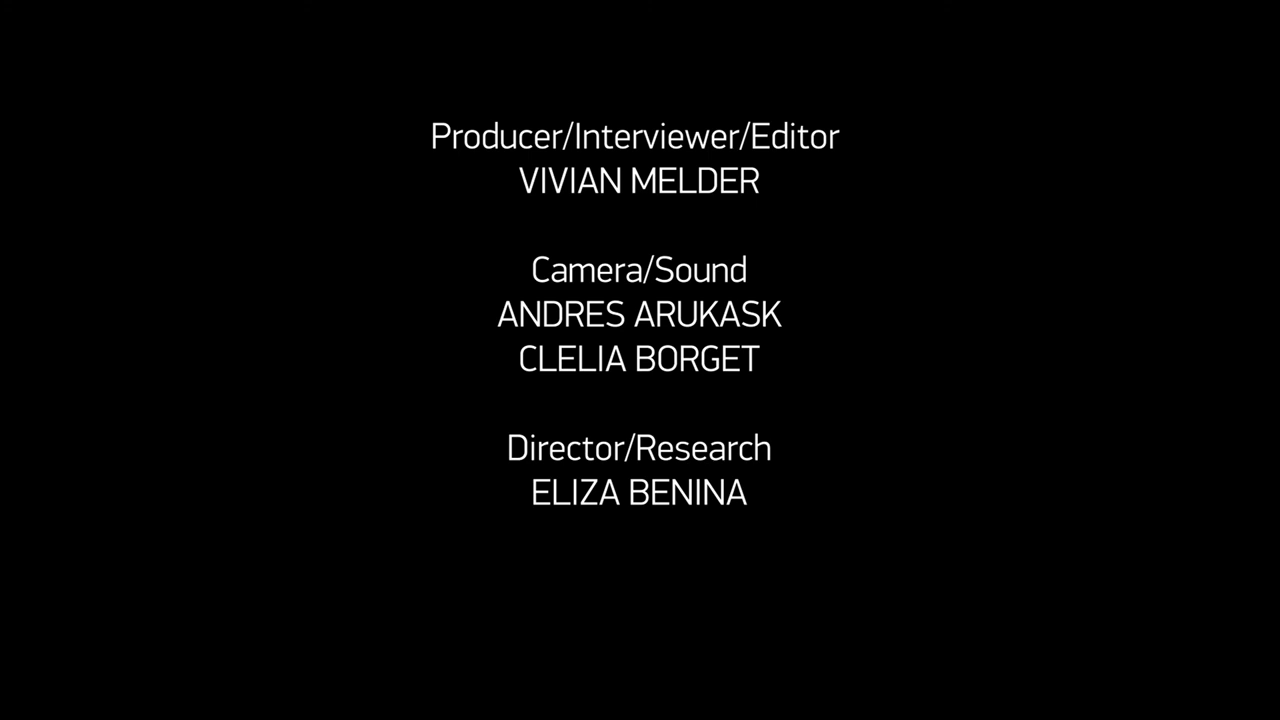 Producer/Interviewer/Editor
VIVIAN MELDER
Camera/Sound
ANDRES ARUKASK
CLELIA BORGET
Director/Research
ELIZA BENINA